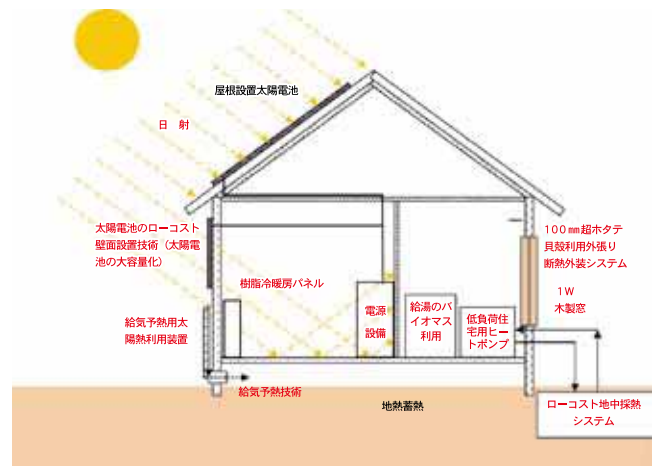 屋根設置太陽電池
日　射
太陽電池のローコスト
壁面設置技術（太陽電
池の大容量化）
樹脂冷暖房パネル
100㎜超ホタテ
貝殻利用外張り
断熱外装システム
1W
木製窓
給気予熱用太
陽熱利用装置
電源
設備
給湯のバ
イオマス
利用
低負荷住
宅用ヒー
トポンプ
給気予熱技術
地熱蓄熱
ローコスト地中採熱
システム